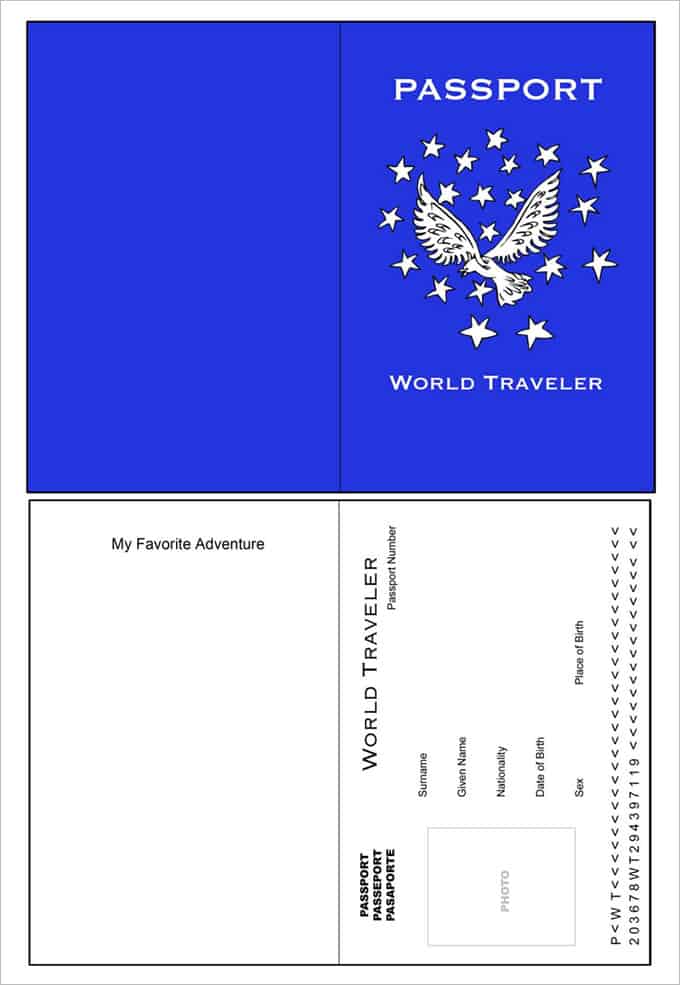 PASSPORT
WORLD TRAVELER
My Favorite Adventure
PASSPORT
PASSEPORT
PASAPORTE
WORLD TRAVELER
Passport Number
PHOTO
Surname
Given Name
Nationality
Date of Birth
Sex Place of Birth
P<WT<<<<<<<<<<<<<<<<<<<<<<<<<<<<<<<
203678WT294397119 <<<<<<<<<<<<<<<< <<